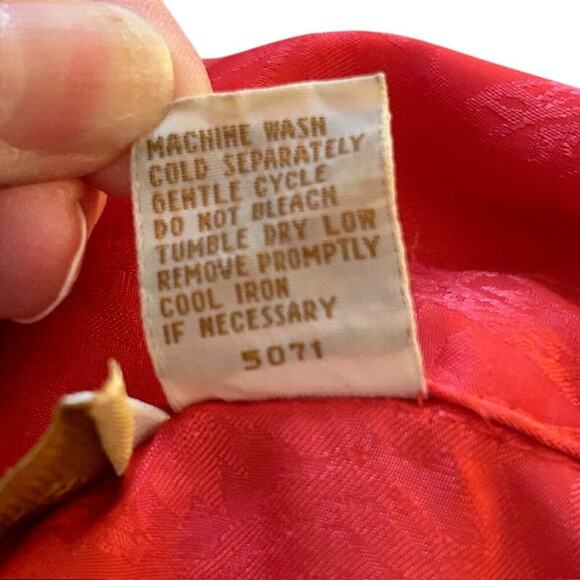 MACHINE WASH
COLD SEPARATELY
GENTLE CYCLE
DO NOT BLEACH
TUMBLE DRY LOW
REMOVE PROMPTLY
COOL IRON
IF NECESSARY
5071